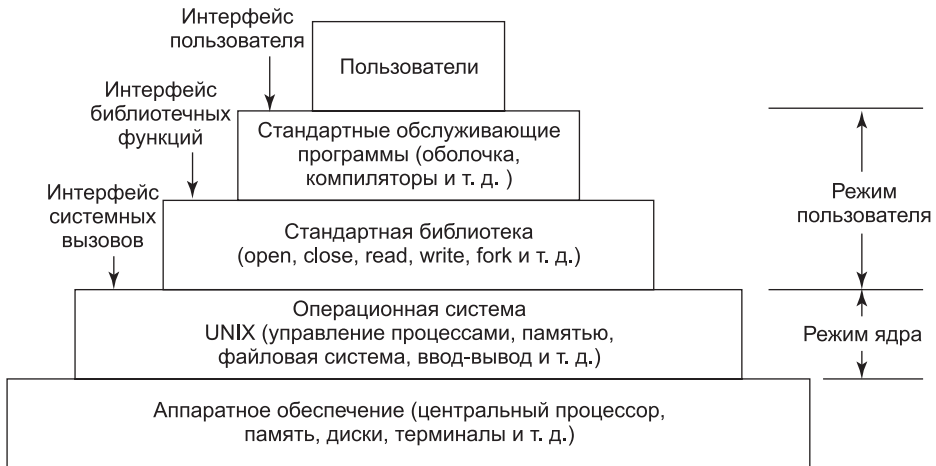 Интерфейс
пользователя
Пользователи
Интерфейс
библиотечных
функций
Стандартные обслуживающие
программы (оболочка,
компиляторы и т. д. )
Интерфейс
системных
вызовов
Стандартная библиотека
(open, close, read, write, fork и т. д.)
Режим
пользователя
Операционная система
UNIX (управление процессами, памятью,
файловая система, ввод-вывод и т. д.)
Режим ядра
Аппаратное обеспечение (центральный процессор,
память, диски, терминалы и т. д.)